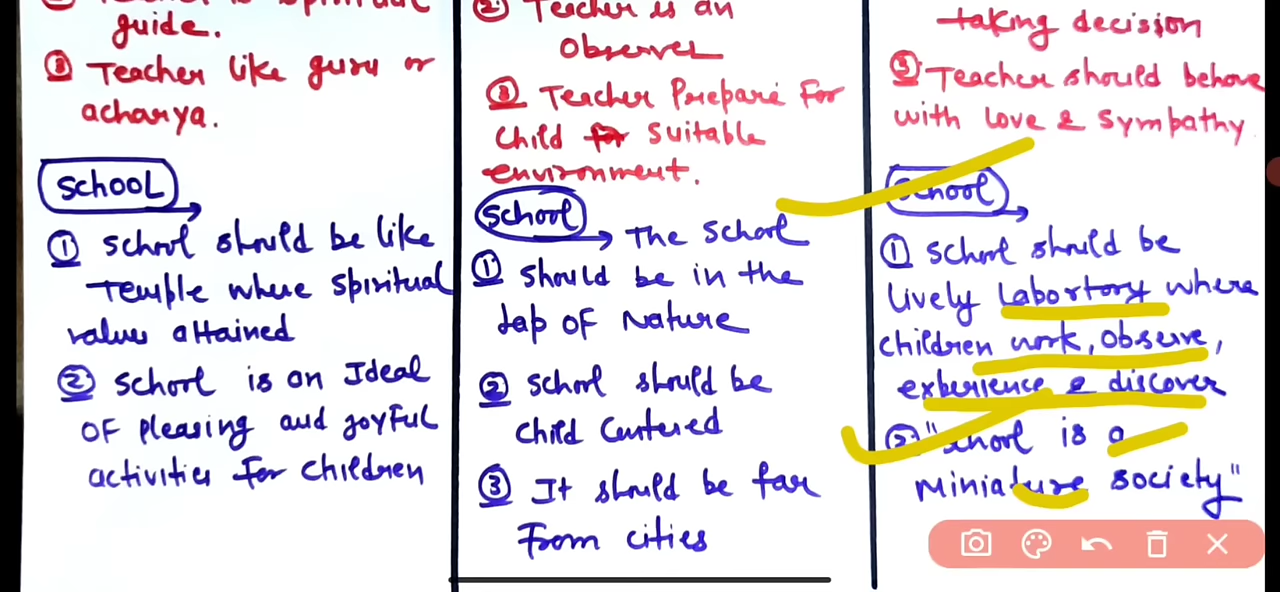 guide.
③ Teacher like guru or
acharya.
SCHOOL
① School should be like
Temple where spiritual
values attained
② School is an Ideal
OF pleasing and joyful
activities for children
② Teacher is an
Observer
③ Teacher Prepare For
Child for Suitable
environment.
School
The School
① Should be in the
lap of Nature
② School should be
Child Centered
③ It should be far
From cities
taking decision
③ Teacher should behave
with love & sympathy
School
① School should be
lively Labortory where
children work, observe,
experience & discover
② "School is a
Miniature society"